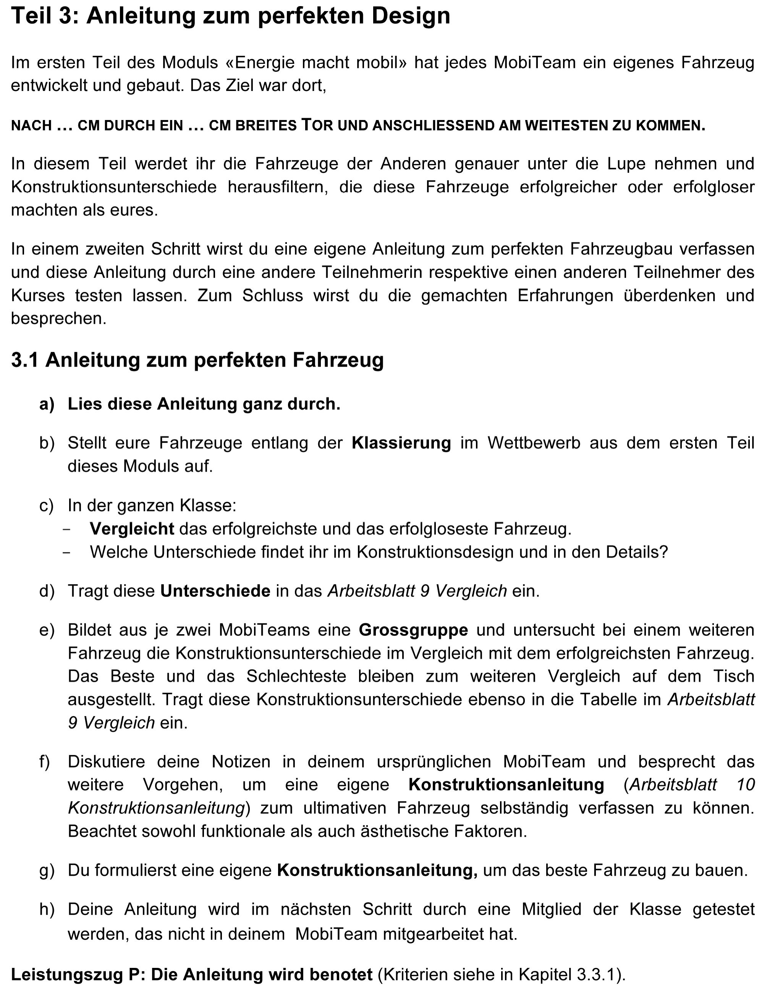 Teil 3: Anleitung zum perfekten Design
Im ersten Teil des Moduls «Energie macht mobil» hat jedes MobiTeam ein eigenes Fahrzeug
entwickelt und gebaut. Das Ziel war dort,
NACH … CM DURCH EIN … CM BREITES TOR UND ANSCHLIESSEND AM WEITESTEN ZU KOMMEN.
In diesem Teil werdet ihr die Fahrzeuge der Anderen genauer unter die Lupe nehmen und
Konstruktionsunterschiede herausfiltern, die diese Fahrzeuge erfolgreicher oder erfolgloser
machten als eures.
In einem zweiten Schritt wirst du eine eigene Anleitung zum perfekten Fahrzeugbau verfassen
und diese Anleitung durch eine andere Teilnehmerin respektive einen anderen Teilnehmer des
Kurses testen lassen. Zum Schluss wirst du die gemachten Erfahrungen überdenken und
besprechen.
3.1 Anleitung zum perfekten Fahrzeug
a) Lies diese Anleitung ganz durch.
b) Stellt eure Fahrzeuge entlang der Klassierung im Wettbewerb aus dem ersten Teil
dieses Moduls auf.
c) In der ganzen Klasse:
– Vergleicht das erfolgreichste und das erfolgloseste Fahrzeug.
– Welche Unterschiede findet ihr im Konstruktionsdesign und in den Details?
d) Tragt diese Unterschiede in das Arbeitsblatt 9 Vergleich ein.
e) Bildet aus je zwei MobiTeams eine Grossgruppe und untersucht bei einem weiteren
Fahrzeug die Konstruktionsunterschiede im Vergleich mit dem erfolgreichsten Fahrzeug.
Das Beste und das Schlechteste bleiben zum weiteren Vergleich auf dem Tisch
ausgestellt. Tragt diese Konstruktionsunterschiede ebenso in die Tabelle im Arbeitsblatt
9 Vergleich ein.
f) Diskutiere deine Notizen in deinem ursprünglichen MobiTeam und besprecht das
weitere Vorgehen, um eine eigene Konstruktionsanleitung (Arbeitsblatt 10
Konstruktionsanleitung) zum ultimativen Fahrzeug selbständig verfassen zu können.
Beachtet sowohl funktionale als auch ästhetische Faktoren.
g) Du formulierst eine eigene Konstruktionsanleitung, um das beste Fahrzeug zu bauen.
h) Deine Anleitung wird im nächsten Schritt durch eine Mitglied der Klasse getestet
werden, das nicht in deinem MobiTeam mitgearbeitet hat.
Leistungszug P: Die Anleitung wird benotet (Kriterien siehe in Kapitel 3.3.1).